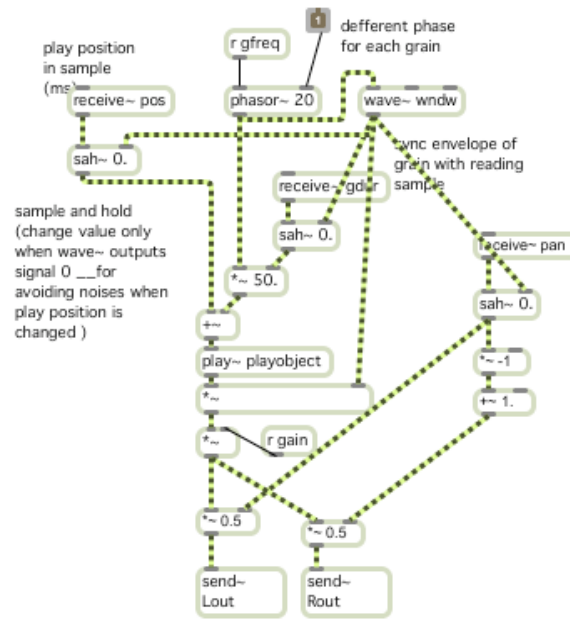 1
defferent phase
for each grain
r gfreq
play position
in sample
(ms)
receive~ pos
phasor~ 20
wave~ wndw
sah~ 0.
sync envelope of
grain with reading
sample
receive~ gdur
sample and hold
(change value only
when wave~ outputs
signal 0 __for
avoiding noises when
play position is
changed )
sah~ 0.
receive~ pan
*~ 50.
sah~ 0.
+~
play~ playobject
*~ -1
*~
+~ 1.
*~
r gain
*~ 0.5
*~ 0.5
send~
Lout
send~
Rout